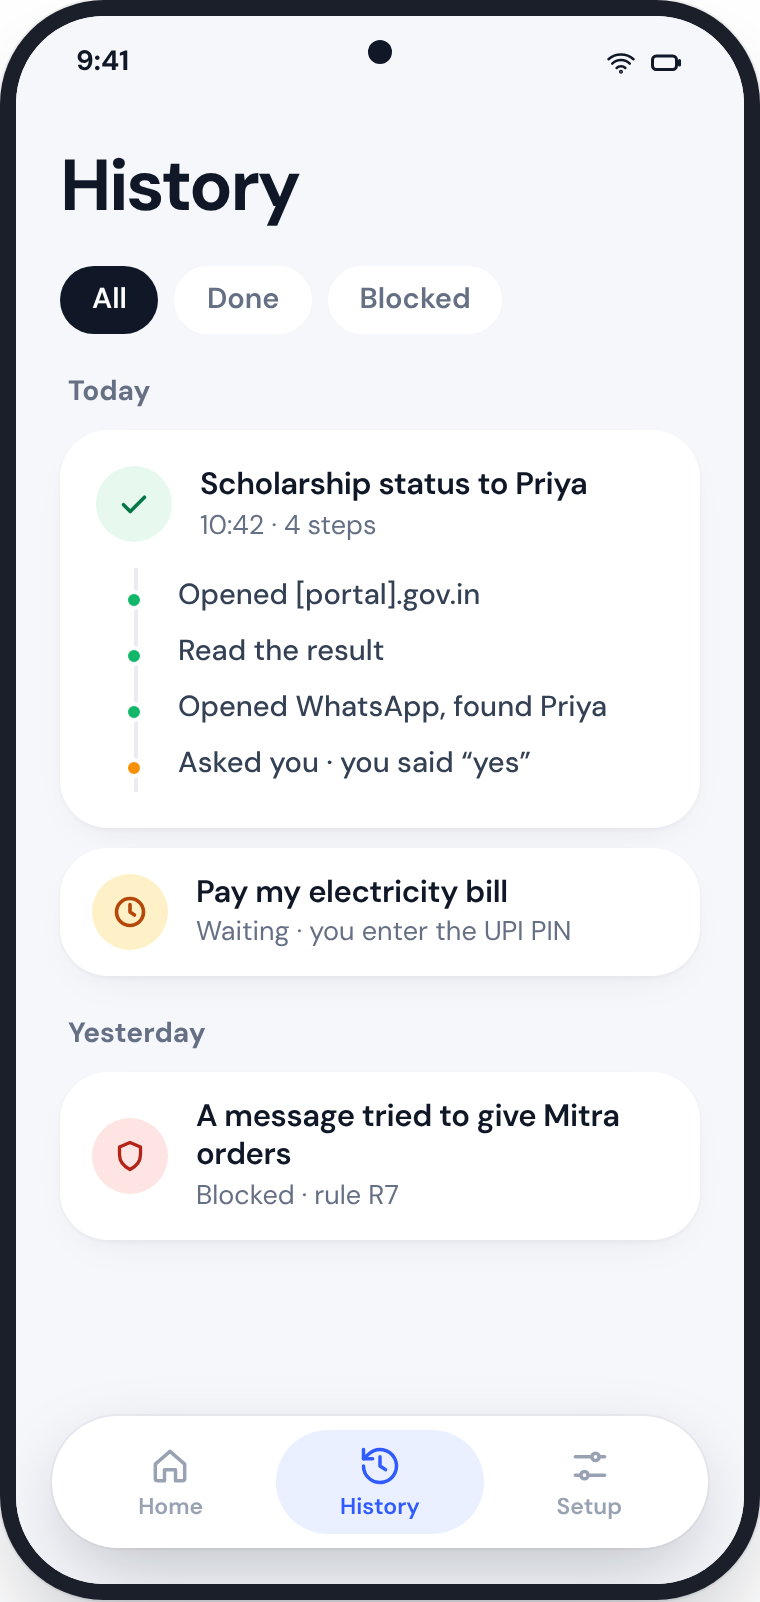 9:41
History
All
Done
Blocked
Today
Scholarship status to Priya
10:42 · 4 steps
Opened [portal].gov.in
Read the result
Opened WhatsApp, found Priya
Asked you · you said “yes”
Pay my electricity bill
Waiting · you enter the UPI PIN
Yesterday
A message tried to give Mitra
orders
Blocked · rule R7
Home
History
Setup